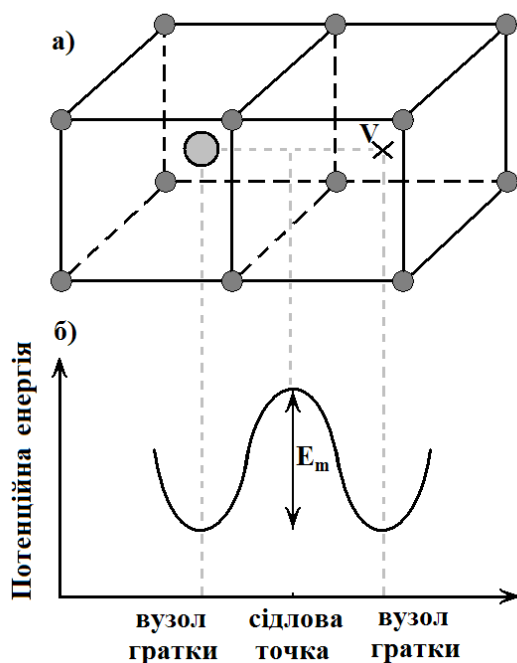 а)
V
б)
Потенційна енергія
Em
вузол
гратки
сідлова
точка
вузол
гратки